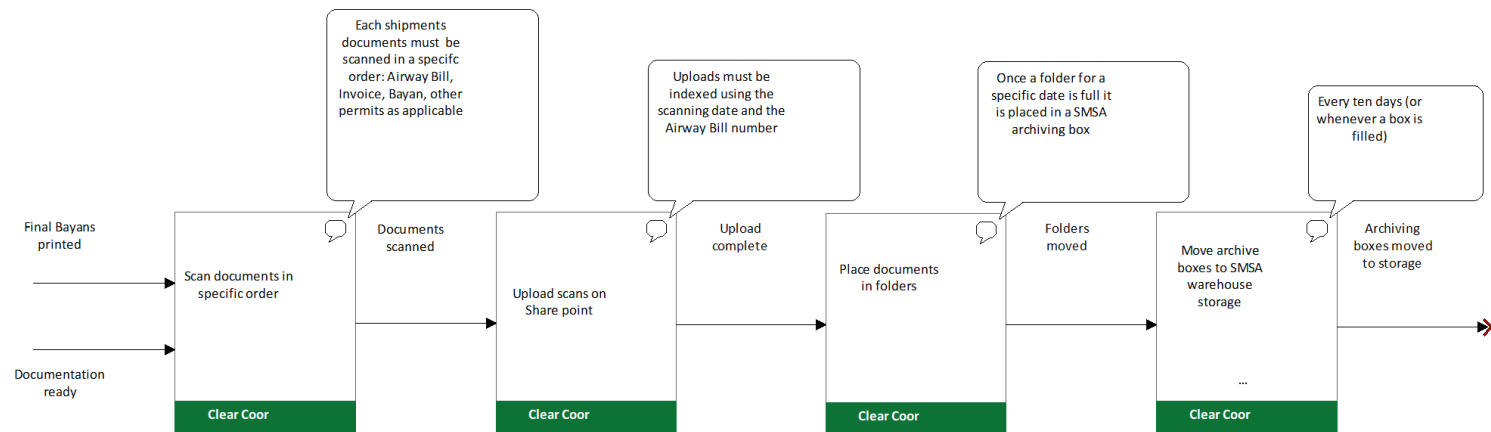 Each shipments
documents must  be
scanned in a specifc
order: Airway Bill,
Invoice, Bayan, other
permits as applicable
Uploads must be
indexed using the
scanning date and the
Airway Bill number
Once a folder for a
specific date is full it
is placed in a SMSA
archiving box
Every ten days (or
whenever a box is
filled)
Final Bayans
printed
Documentation
ready
Scan documents in
specific order
Clear Coor
Documents
scanned
Upload scans on
Share point
Clear Coor
Upload
complete
Place documents
in folders
Clear Coor
Folders
moved
Move archive
boxes to SMSA
warehouse
storage
...
Clear Coor
Archiving
boxes moved
to storage